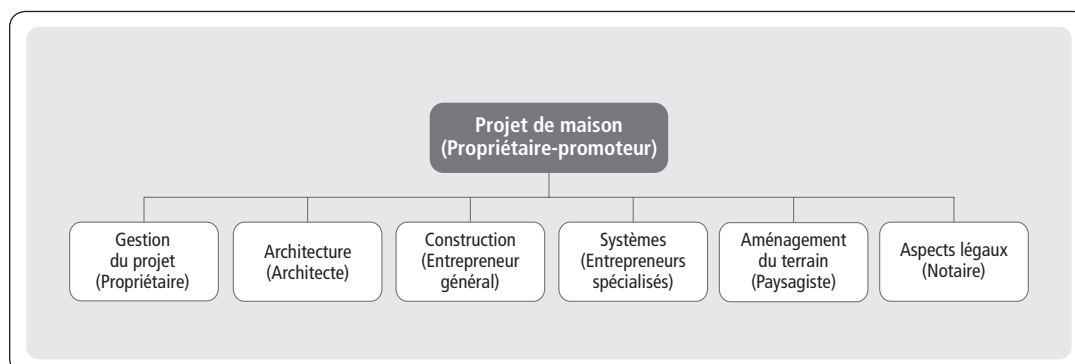 Projet de maison
(Propriétaire-promoteur)
Gestion
du projet
(Propriétaire)
Architecture
(Architecte)
Construction
(Entrepreneur
général)
Systèmes
(Entrepreneurs
spécialisés)
Aménagement
du terrain
(Paysagiste)
Aspects légaux
(Notaire)